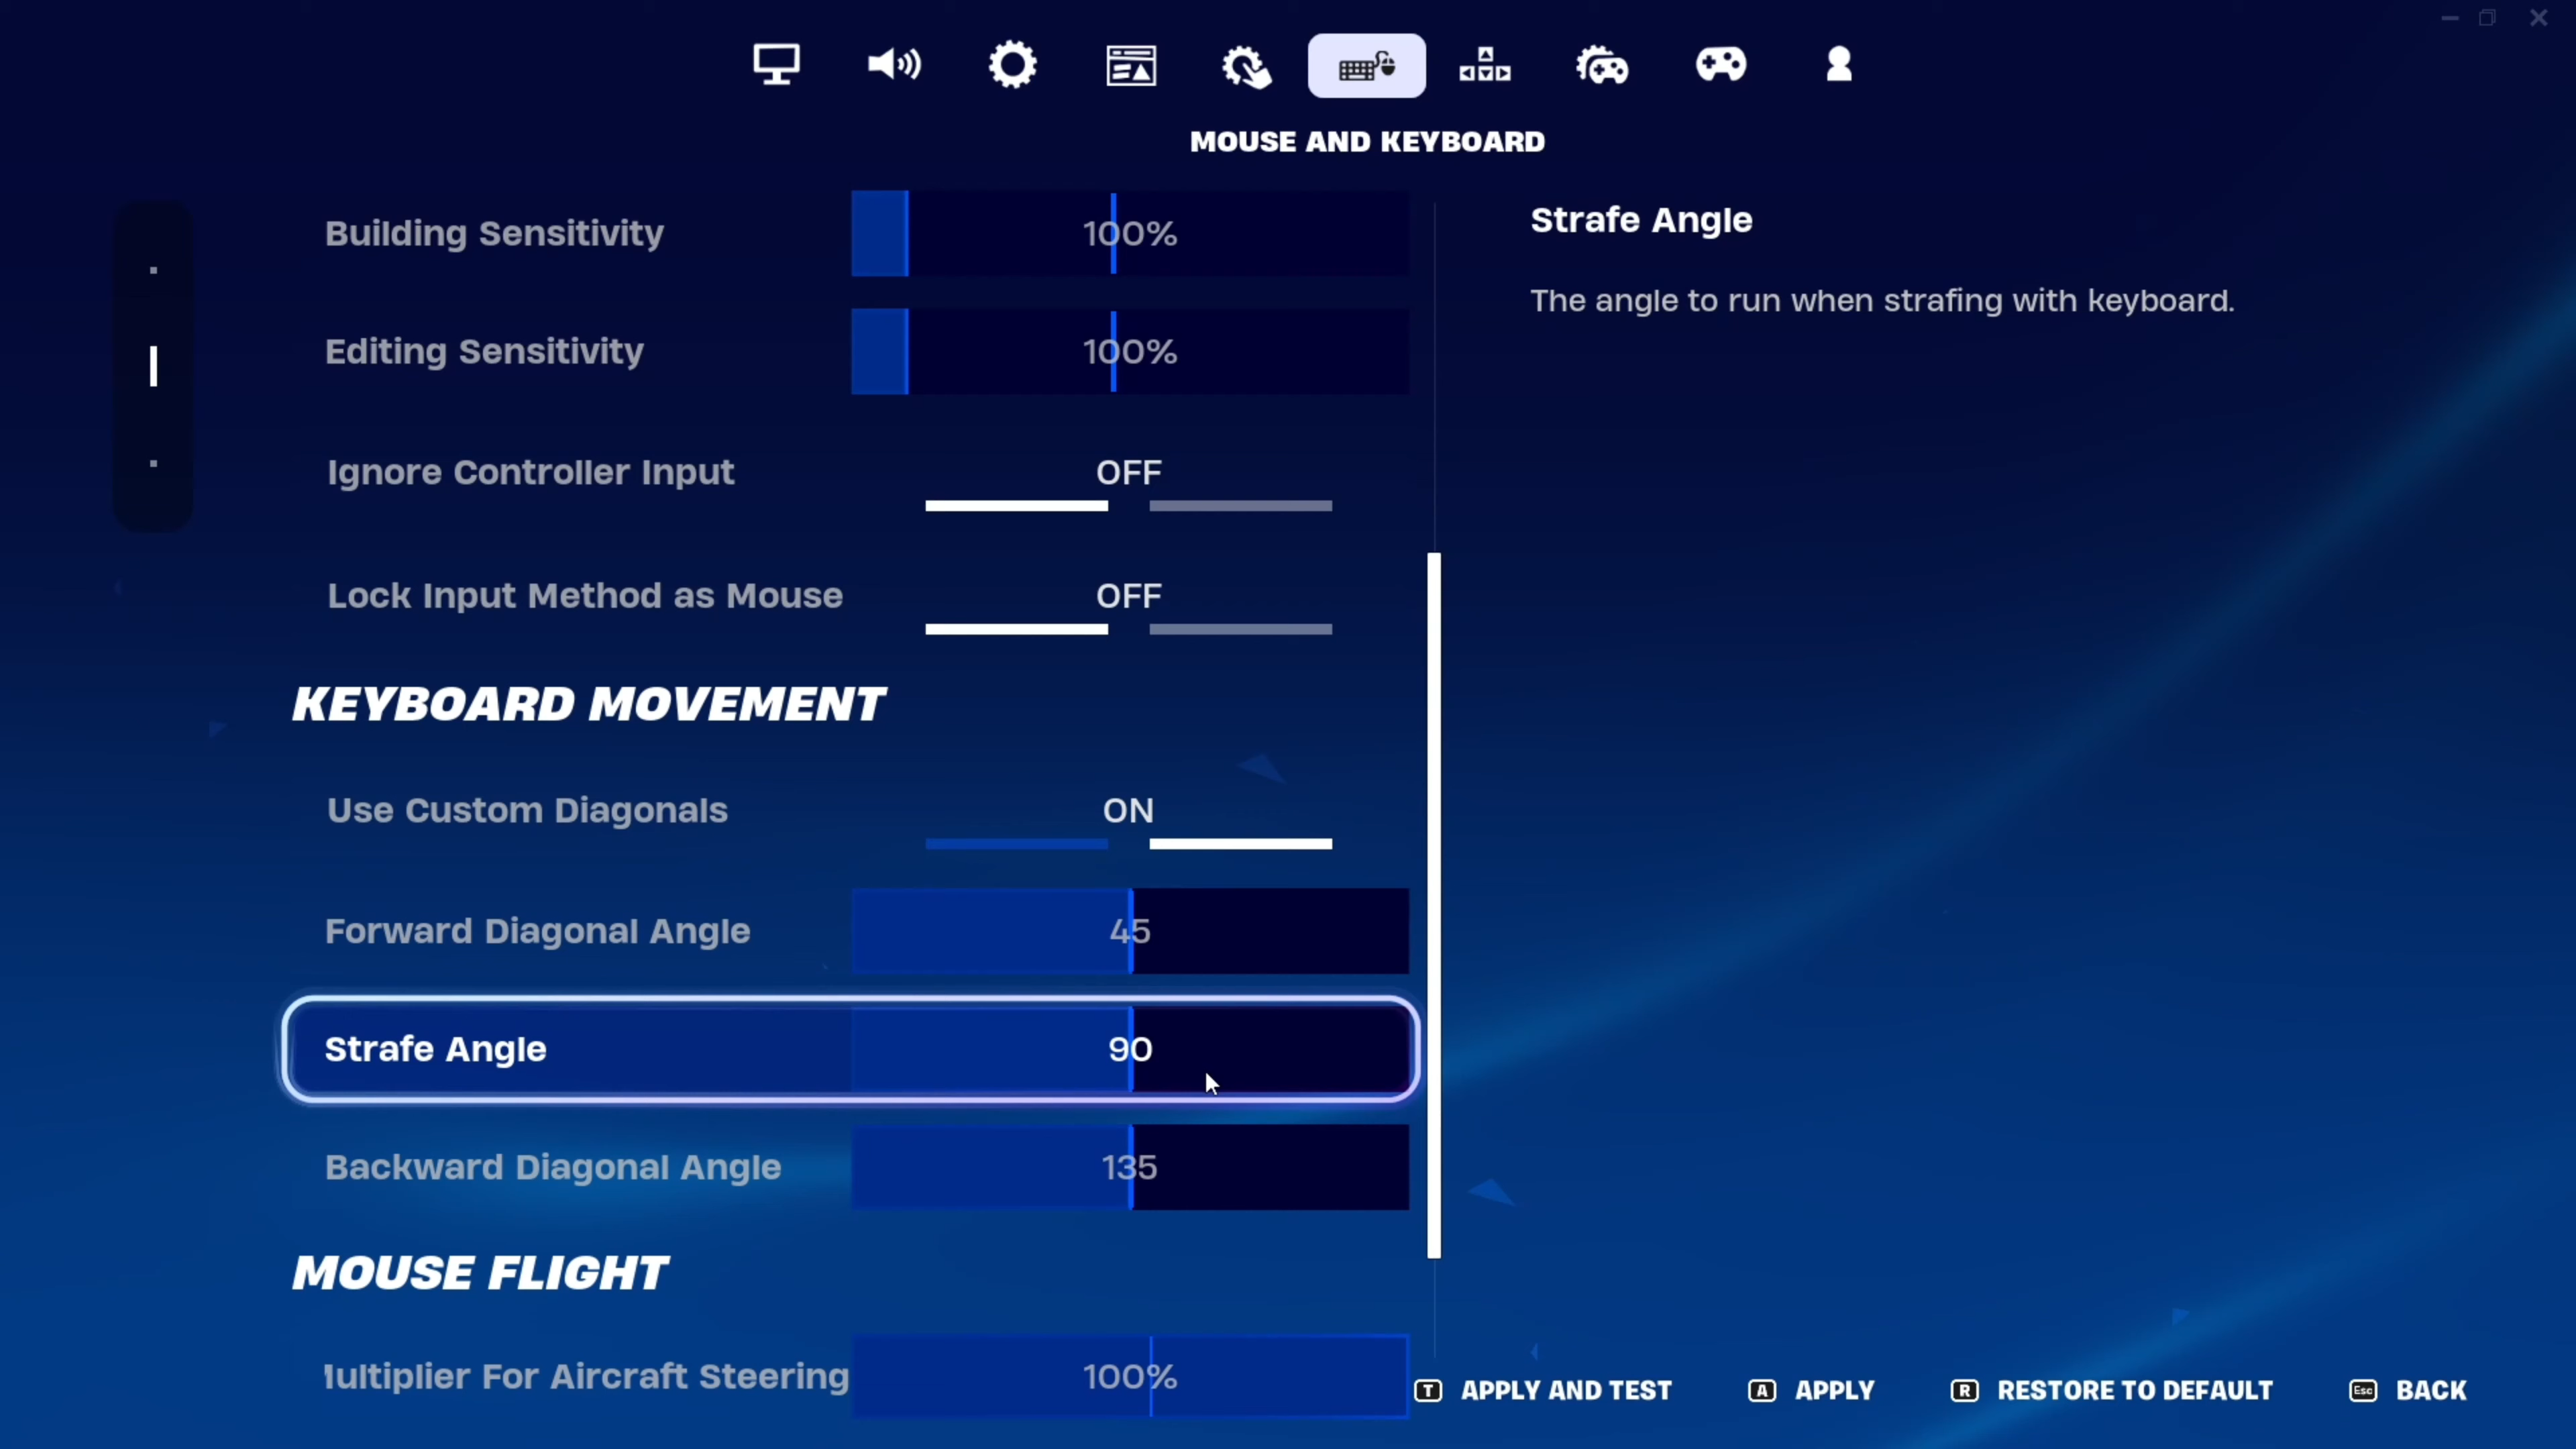 MOUSE AND KEYBOARD
Building Sensitivity 100%
Editing Sensitivity 100%
Ignore Controller Input OFF
Lock Input Method as Mouse OFF
KEYBOARD MOVEMENT
Use Custom Diagonals ON
Forward Diagonal Angle 45
Strafe Angle 90
Backward Diagonal Angle 135
MOUSE FLIGHT
For Aircraft Steering 100%
Strafe Angle
The angle to run when strafing with keyboard.
T APPLY AND TEST A APPLY R RESTORE TO DEFAULT Esc BACK